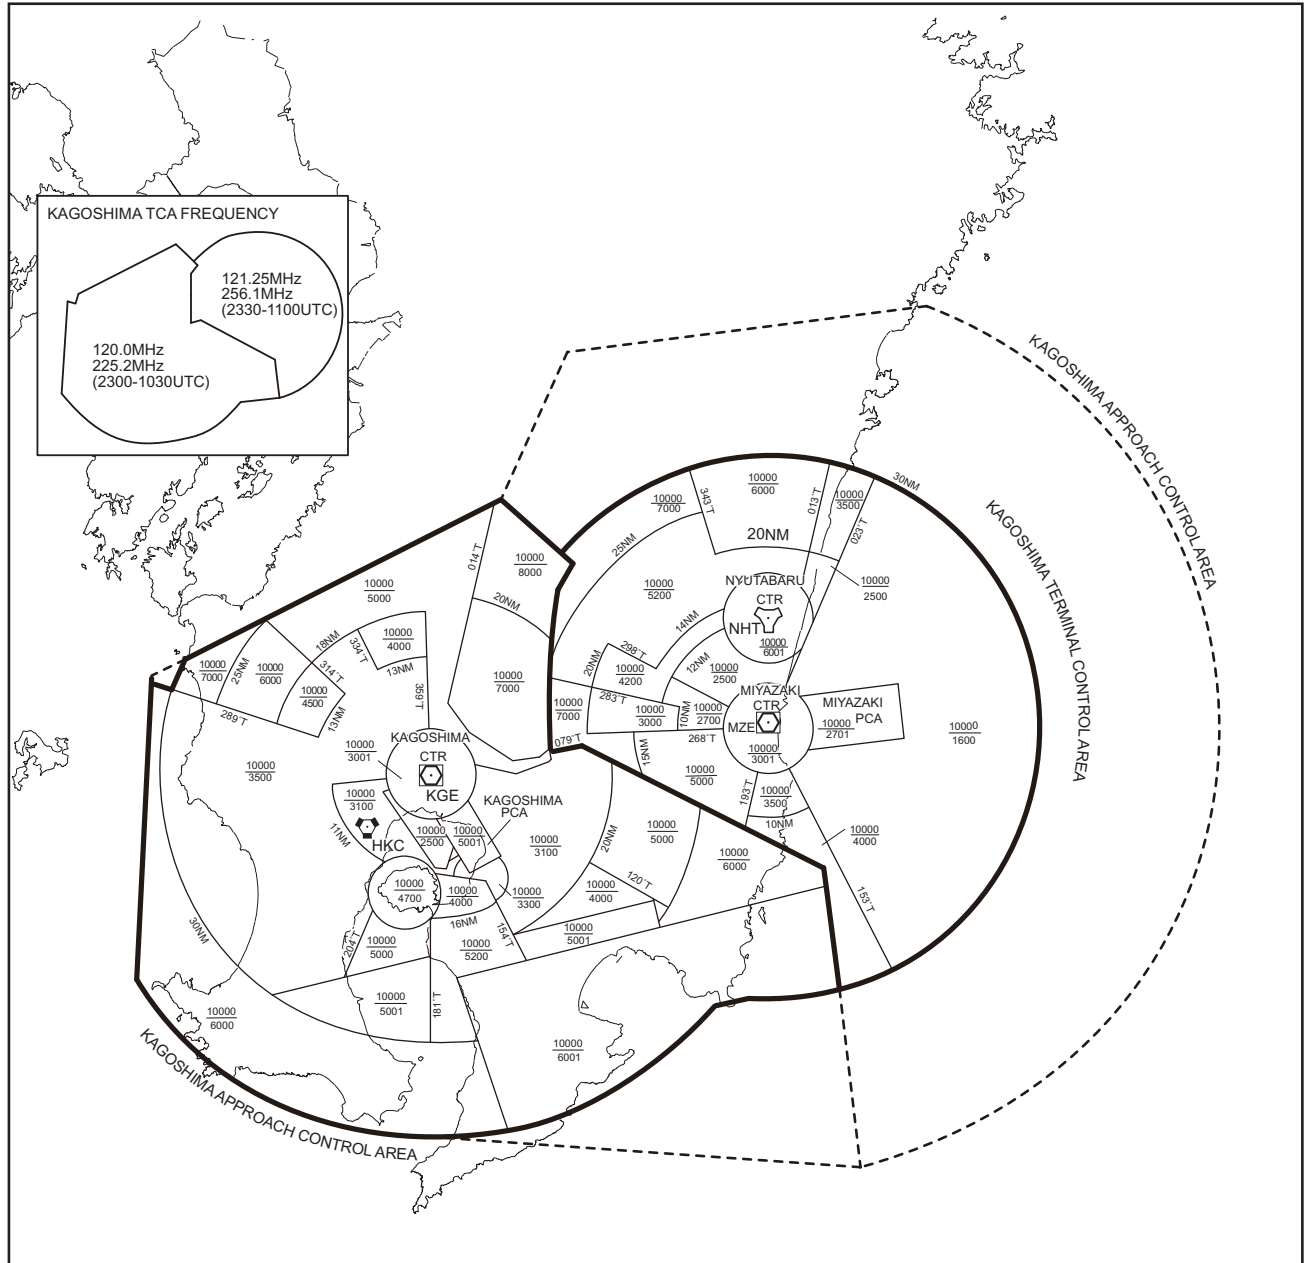 KAGOSHIMA TCA FREQUENCY
121.25MHz
256.1MHz
(2330-1100UTC)
120.0MHz
225.2MHz
(2300-1030UTC)
KAGOSHIMA APPROACH CONTROL AREA
KAGOSHIMA TERMINAL CONTROL AREA
30NM
10000
6000
013˚T
10000
3500
343˚T
10000
7000
023˚T
20NM
25NM
014˚T
10000
8000
10000
5200
NYUTABARU
CTR
10000
2500
10000
5000
20NM
14NM
NHT
10000
6001
18NM
334˚T
10000
4000
13NM
298˚T
12NM
10000
2500
10000
7000
25NM
10000
6000
314˚T
20NM
10000
4200
10000
7000
10000
4500
359˚T
283˚T
MIYAZAKI
CTR
289˚T
13NM
10000
7000
10000
3000
10NM
10000
2700
MZE
MIYAZAKI
PCA
10000
2701
10000
1600
KAGOSHIMA
CTR
079˚T
268˚T
10000
3001
10000
3001
15NM
10000
3500
KGE
10000
5000
10000
3100
KAGOSHIMA
PCA
193˚T
10000
3500
10NM
11NM
HKC
10000
2500
10000
5001
10000
3100
20NM
10000
5000
10000
6000
10000
4000
10000
4700
10000
4000
10000
3300
10000
4000
120˚T
153˚T
30NM
16NM
154˚T
204˚T
10000
5000
10000
5200
10000
5001
10000
5001
181˚T
10000
6000
10000
6001
KAGOSHIMA APPROACH CONTROL AREA